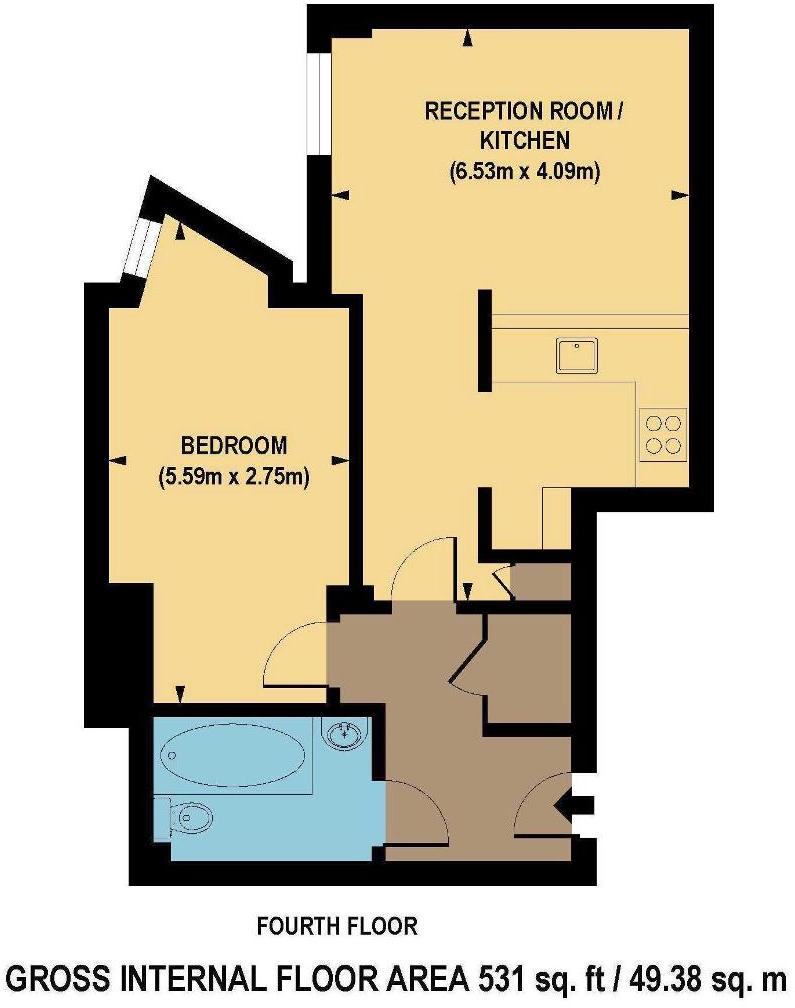 RECEPTION ROOM /
KITCHEN
(6.53m x 4.09m)
BEDROOM
(5.59m x 2.75m)
FOURTH FLOOR
GROSS INTERNAL FLOOR AREA 531 sq. ft / 49.38 sq. m